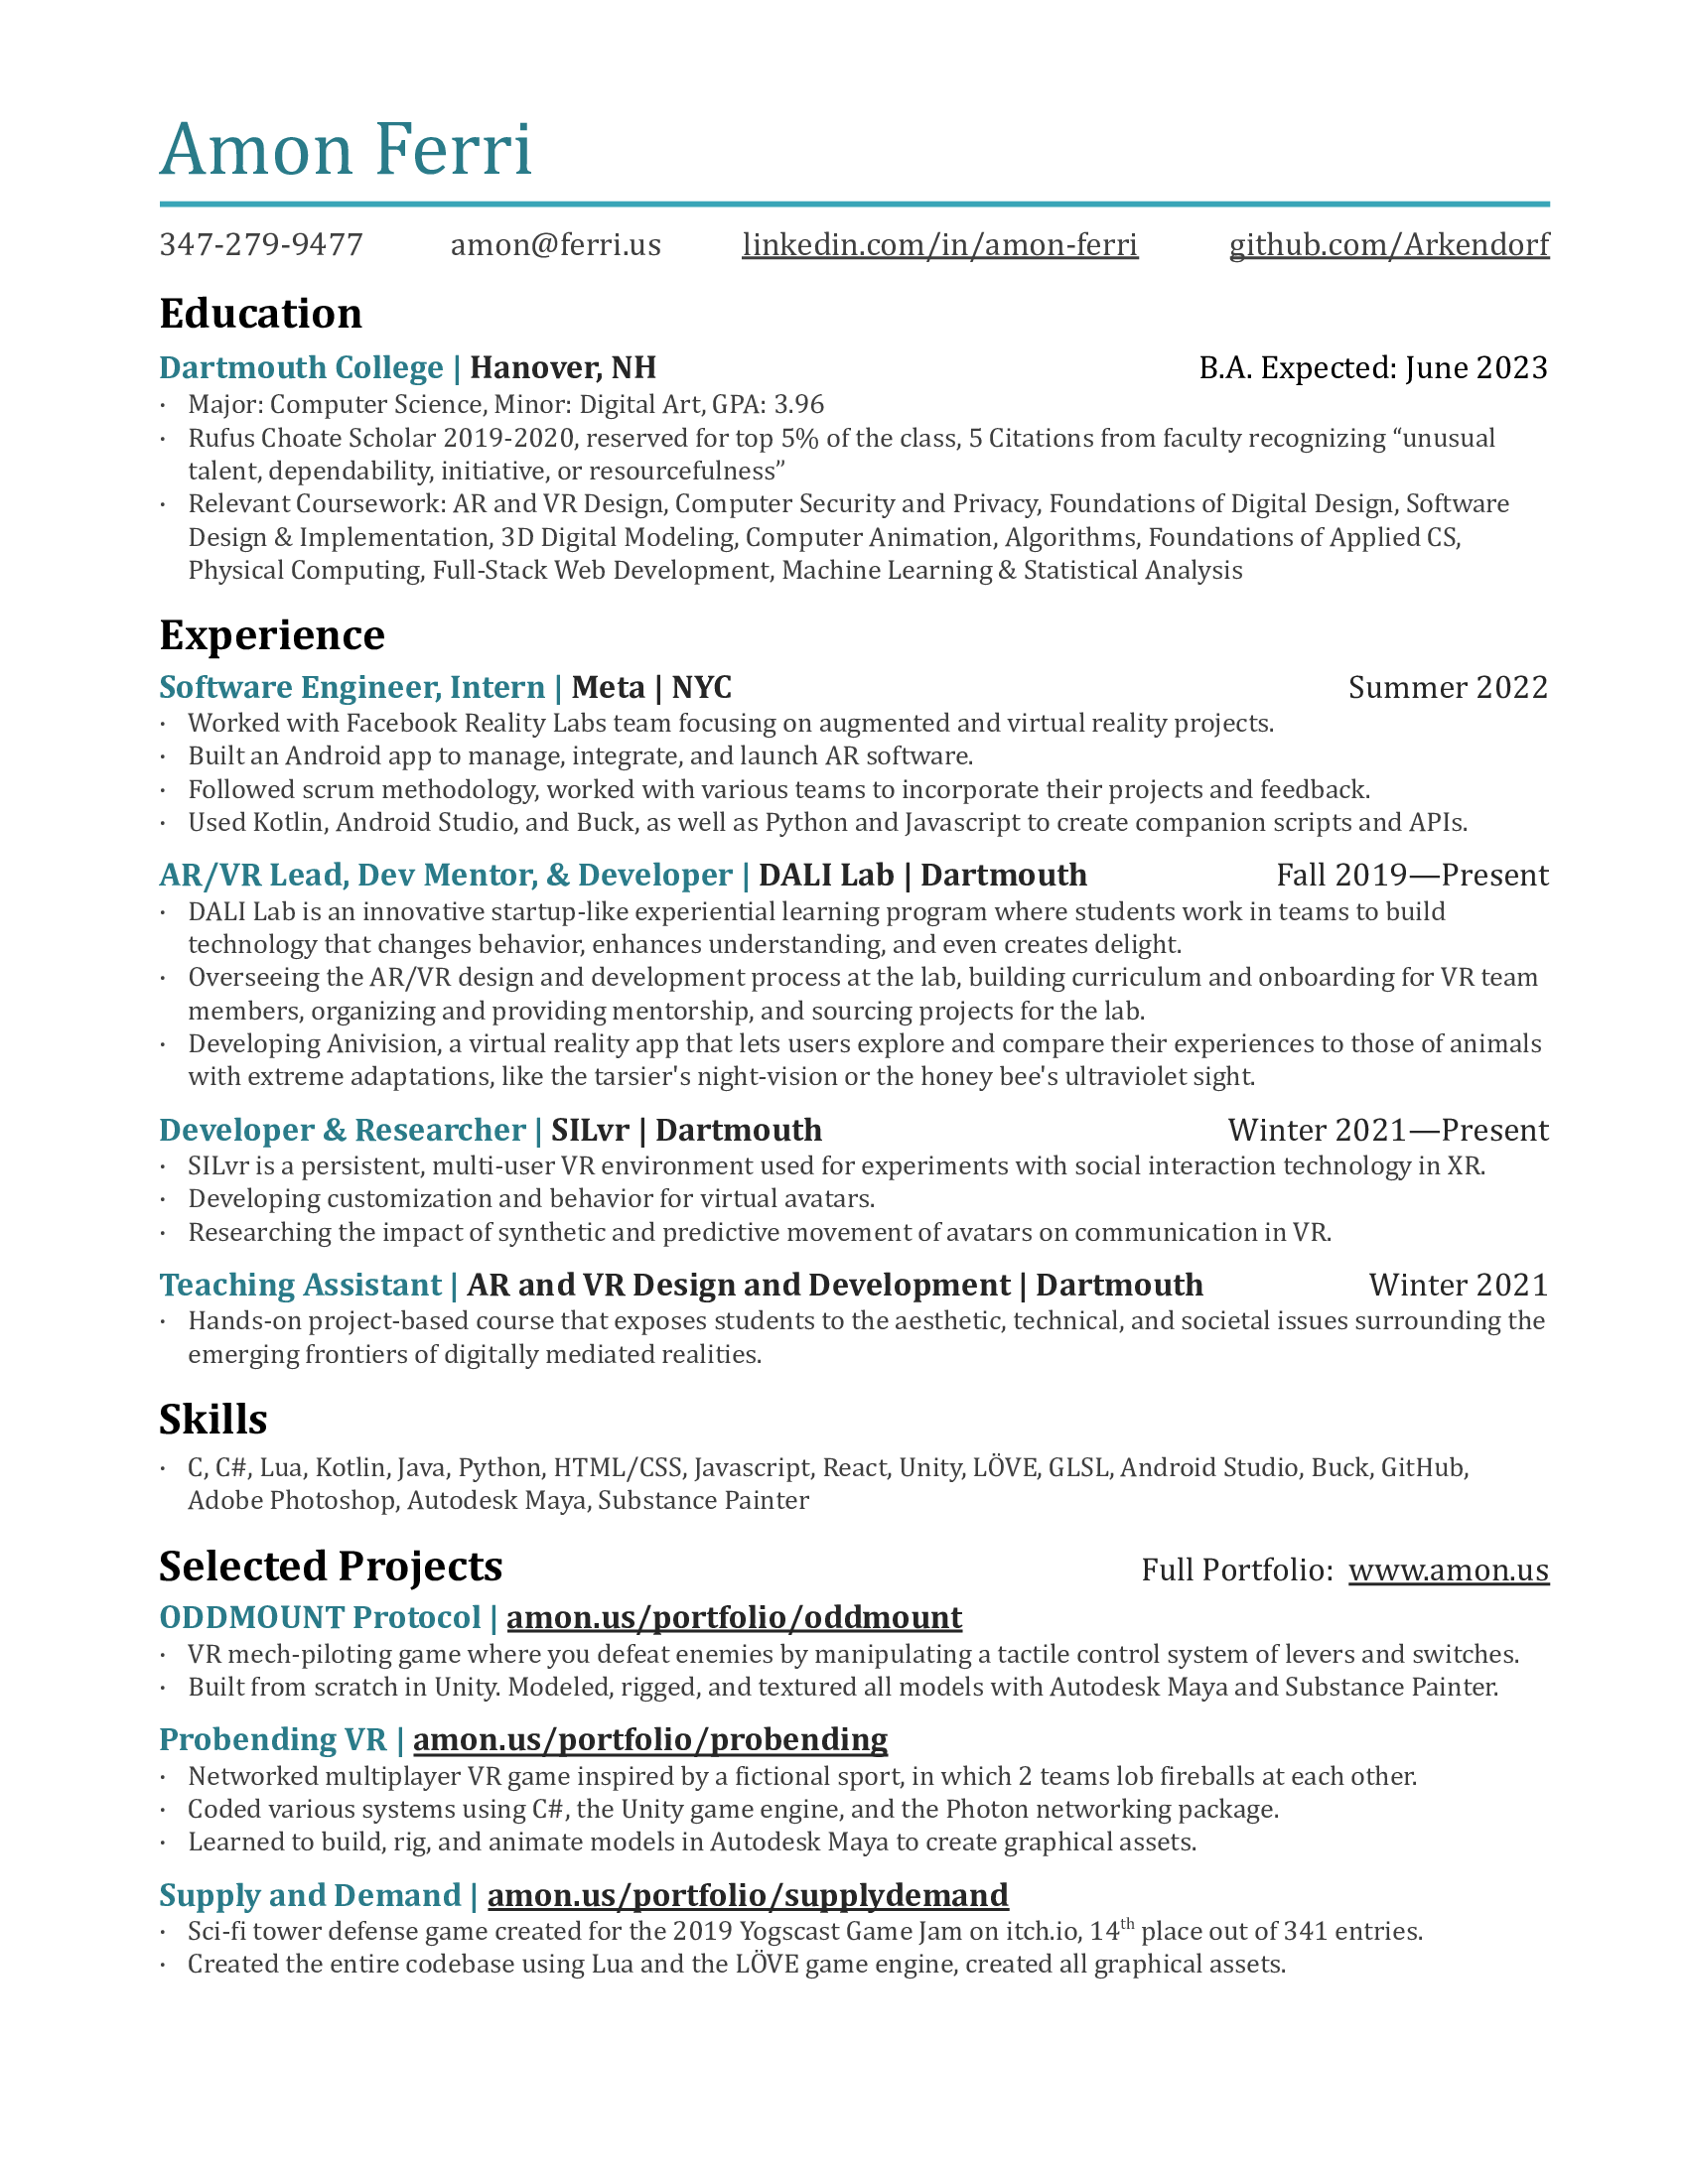 Amon Ferri
347-279-9477 amon@ferri.us linkedin.com/in/amon-ferri github.com/Arkendorf
Education
Dartmouth College | Hanover, NH B.A. Expected: June 2023
· Major: Computer Science, Minor: Digital Art, GPA: 3.96
· Rufus Choate Scholar 2019-2020, reserved for top 5% of the class, 5 Citations from faculty recognizing “unusual
talent, dependability, initiative, or resourcefulness”
· Relevant Coursework: AR and VR Design, Computer Security and Privacy, Foundations of Digital Design, Software
Design & Implementation, 3D Digital Modeling, Computer Animation, Algorithms, Foundations of Applied CS,
Physical Computing, Full-Stack Web Development, Machine Learning & Statistical Analysis
Experience
Software Engineer, Intern | Meta | NYC Summer 2022
· Worked with Facebook Reality Labs team focusing on augmented and virtual reality projects.
· Built an Android app to manage, integrate, and launch AR software.
· Followed scrum methodology, worked with various teams to incorporate their projects and feedback.
· Used Kotlin, Android Studio, and Buck, as well as Python and Javascript to create companion scripts and APIs.
AR/VR Lead, Dev Mentor, & Developer | DALI Lab | Dartmouth Fall 2019—Present
· DALI Lab is an innovative startup-like experiential learning program where students work in teams to build
technology that changes behavior, enhances understanding, and even creates delight.
· Overseeing the AR/VR design and development process at the lab, building curriculum and onboarding for VR team
members, organizing and providing mentorship, and sourcing projects for the lab.
· Developing Anivision, a virtual reality app that lets users explore and compare their experiences to those of animals
with extreme adaptations, like the tarsier's night-vision or the honey bee's ultraviolet sight.
Developer & Researcher | SILvr | Dartmouth Winter 2021—Present
· SILvr is a persistent, multi-user VR environment used for experiments with social interaction technology in XR.
· Developing customization and behavior for virtual avatars.
· Researching the impact of synthetic and predictive movement of avatars on communication in VR.
Teaching Assistant | AR and VR Design and Development | Dartmouth Winter 2021
· Hands-on project-based course that exposes students to the aesthetic, technical, and societal issues surrounding the
emerging frontiers of digitally mediated realities.
Skills
· C, C#, Lua, Kotlin, Java, Python, HTML/CSS, Javascript, React, Unity, LÖVE, GLSL, Android Studio, Buck, GitHub,
Adobe Photoshop, Autodesk Maya, Substance Painter
Selected Projects Full Portfolio: www.amon.us
ODDMOUNT Protocol | amon.us/portfolio/oddmount
· VR mech-piloting game where you defeat enemies by manipulating a tactile control system of levers and switches.
· Built from scratch in Unity. Modeled, rigged, and textured all models with Autodesk Maya and Substance Painter.
Probending VR | amon.us/portfolio/probending
· Networked multiplayer VR game inspired by a fictional sport, in which 2 teams lob fireballs at each other.
· Coded various systems using C#, the Unity game engine, and the Photon networking package.
· Learned to build, rig, and animate models in Autodesk Maya to create graphical assets.
Supply and Demand | amon.us/portfolio/supplydemand
· Sci-fi tower defense game created for the 2019 Yogscast Game Jam on itch.io, 14th place out of 341 entries.
· Created the entire codebase using Lua and the LÖVE game engine, created all graphical assets.